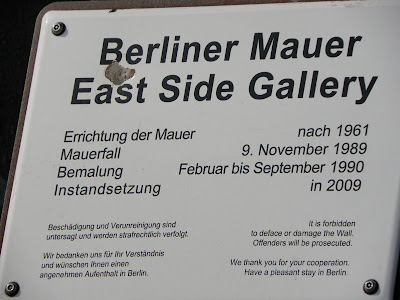 Berliner Mauer
East Side Gallery
Errichtung der Mauer nach 1961
Mauerfall 9. November 1989
Bemalung Februar bis September 1990
Instandsetzung in 2009
Beschädigung und Verunreinigung sind
untersagt und werden strafrechtlich verfolgt.
Wir bedanken uns für Ihr Verständnis
und wünschen Ihnen einen
angenehmen Aufenthalt in Berlin.
It is forbidden
to deface or damage the Wall.
Offenders will be prosecuted.
We thank you for your cooperation.
Have a pleasant stay in Berlin.